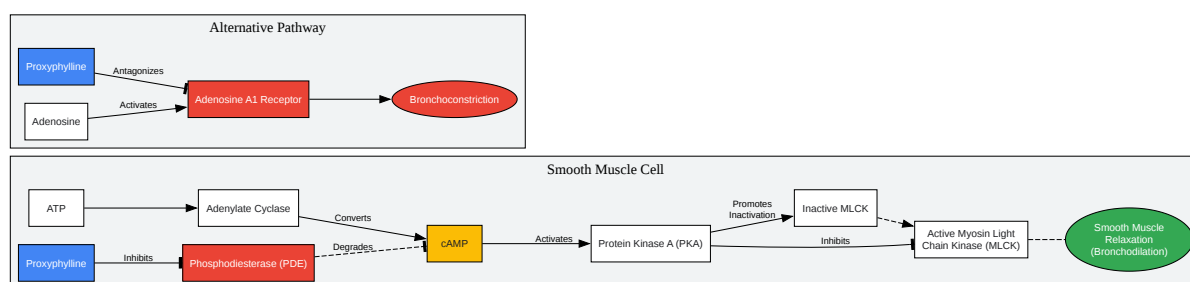 Alternative Pathway
Proxyphylline
Antagonizes
Adenosine A1 Receptor
Bronchoconstriction
Activates
Adenosine
Smooth Muscle Cell
ATP
Adenylate Cyclase
Converts
cAMP
Activates
Protein Kinase A (PKA)
Promotes
Inactivation
Inactive MLCK
Inhibits
Active Myosin Light
Chain Kinase (MLCK)
Smooth Muscle
Relaxation
(Bronchodilation)
Proxyphylline
Inhibits
Phosphodiesterase (PDE)
Degrades